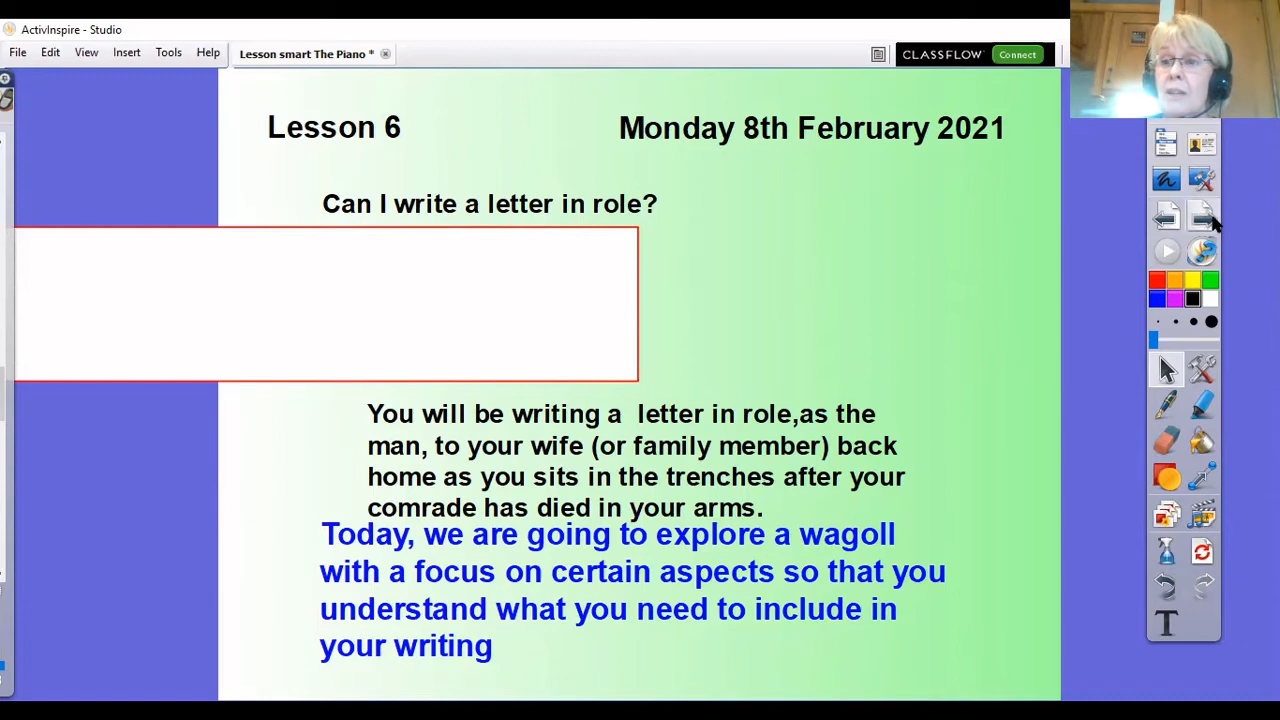 ActivInspire - Studio
File Edit View Insert Tools Help Lesson smart The Piano *
CLASSFLOW Connect
Lesson 6 Monday 8th February 2021
Can I write a letter in role?
You will be writing a letter in role,as the
man, to your wife (or family member) back
home as you sits in the trenches after your
comrade has died in your arms.
Today, we are going to explore a wagoll
with a focus on certain aspects so that you
understand what you need to include in
your writing
T